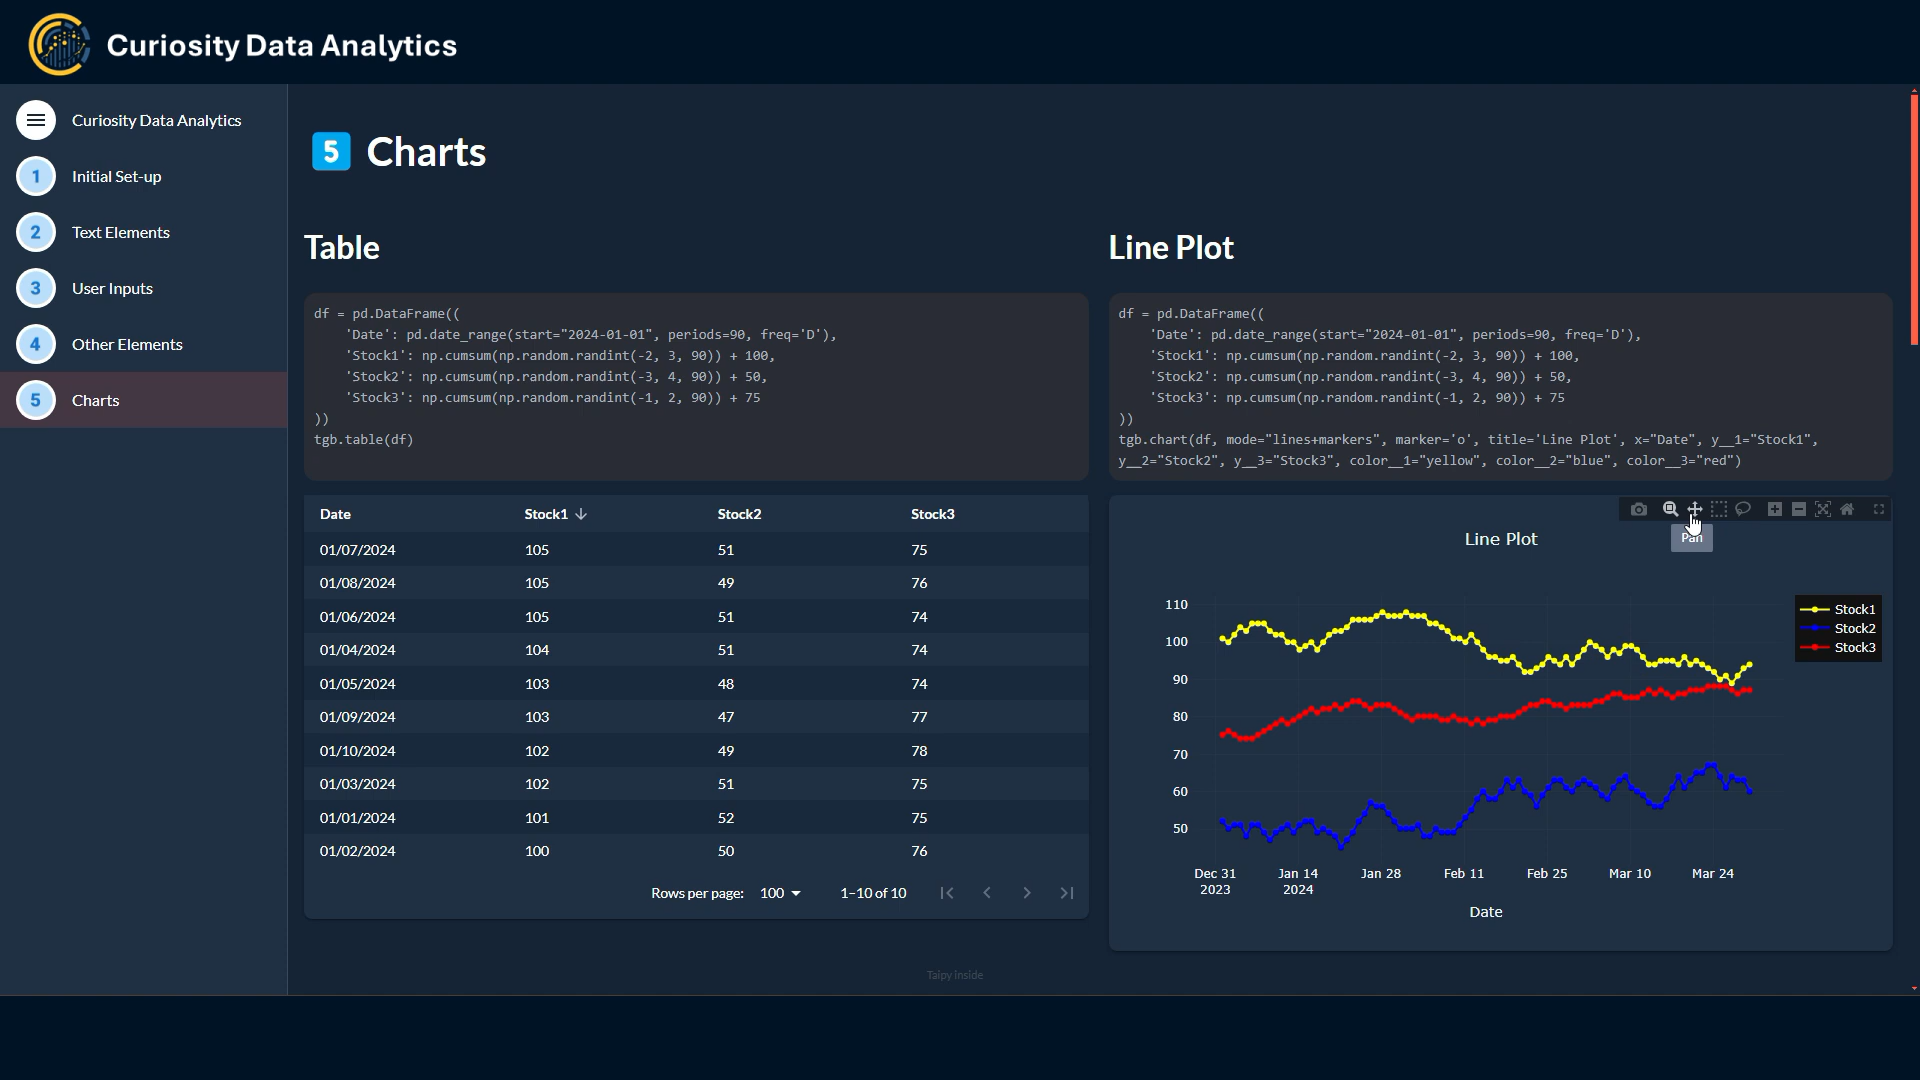 Curiosity Data Analytics
Curiosity Data Analytics
1 Initial Set-up
2 Text Elements
3 User Inputs
4 Other Elements
5 Charts
5 Charts
Table
df = pd.DataFrame((
'Date': pd.date_range(start="2024-01-01", periods=90, freq='D'),
'Stock1': np.cumsum(np.random.randint(-2, 3, 90)) + 100,
'Stock2': np.cumsum(np.random.randint(-3, 4, 90)) + 50,
'Stock3': np.cumsum(np.random.randint(-1, 2, 90)) + 75
))
tgb.table(df)
Date Stock1 Stock2 Stock3
01/07/2024 105 51 75
01/08/2024 105 49 76
01/06/2024 105 51 74
01/04/2024 104 51 74
01/05/2024 103 48 74
01/09/2024 103 47 77
01/10/2024 102 49 78
01/03/2024 102 51 75
01/01/2024 101 52 75
01/02/2024 100 50 76
Rows per page: 100 1–10 of 10
Line Plot
df = pd.DataFrame((
'Date': pd.date_range(start="2024-01-01", periods=90, freq='D'),
'Stock1': np.cumsum(np.random.randint(-2, 3, 90)) + 100,
'Stock2': np.cumsum(np.random.randint(-3, 4, 90)) + 50,
'Stock3': np.cumsum(np.random.randint(-1, 2, 90)) + 75
))
tgb.chart(df, mode="lines+markers", marker='o', title='Line Plot', x="Date", y__1="Stock1",
y__2="Stock2", y__3="Stock3", color__1="yellow", color__2="blue", color__3="red")
Pan
Line Plot
110
100
90
80
70
60
50
Stock1
Stock2
Stock3
Dec 31 Jan 14 Jan 28 Feb 11 Feb 25 Mar 10 Mar 24
2023 2024
Date
Taipy inside